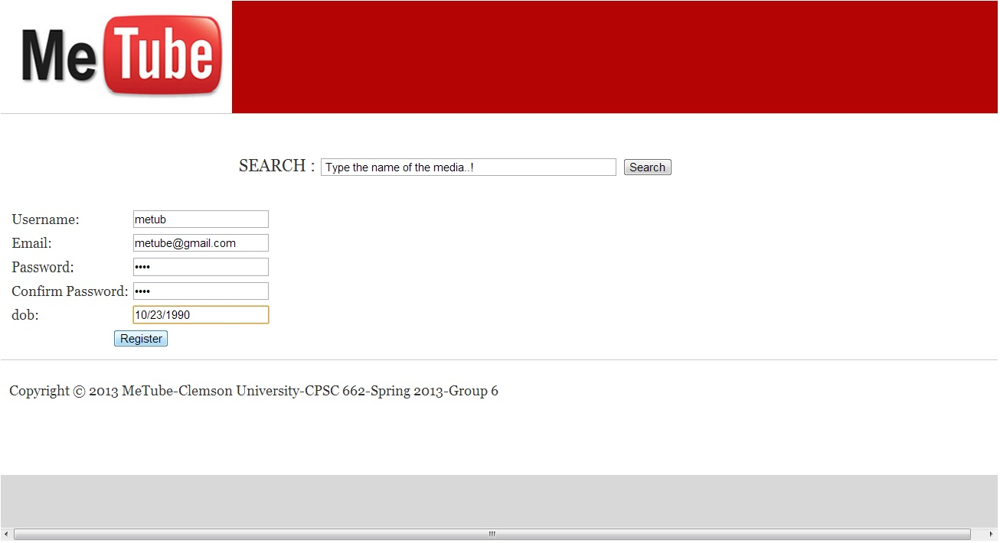 MeTube
SEARCH : Type the name of the media..! Search
Username: metub
Email: metube@gmail.com
Password: ••••
Confirm Password: ••••
dob: 10/23/1990
Register
Copyright © 2013 MeTube-Clemson University-CPSC 662-Spring 2013-Group 6